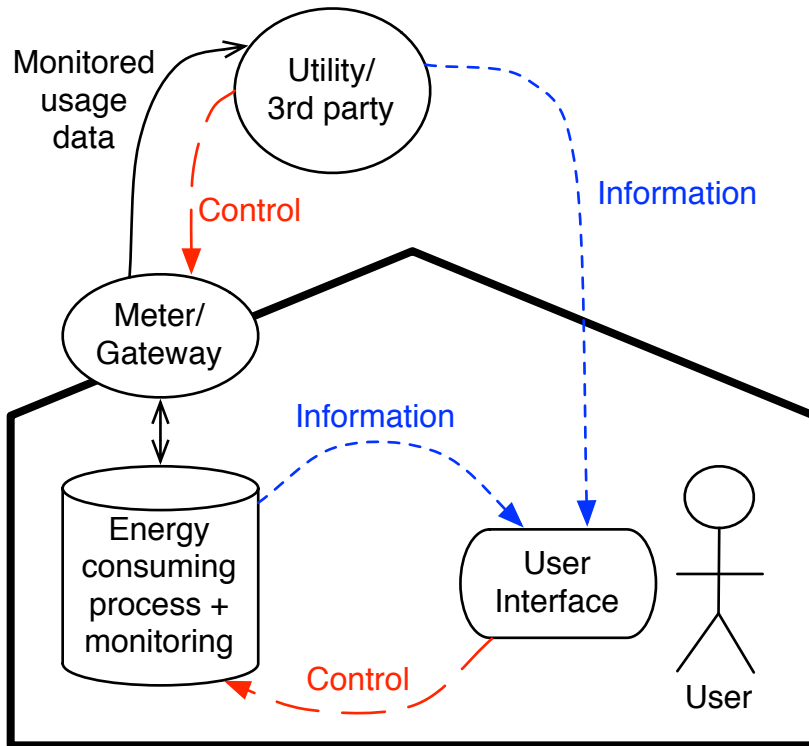 Monitored
usage
data
Utility/
3rd party
Control
Information
Meter/
Gateway
Information
Energy
consuming
process +
monitoring
User
Interface
Control
User